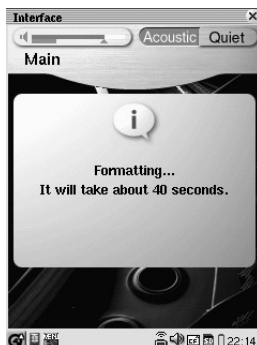 Interface
Acoustic Quiet
Main
i
Formatting...
It will take about 40 seconds.
22:14